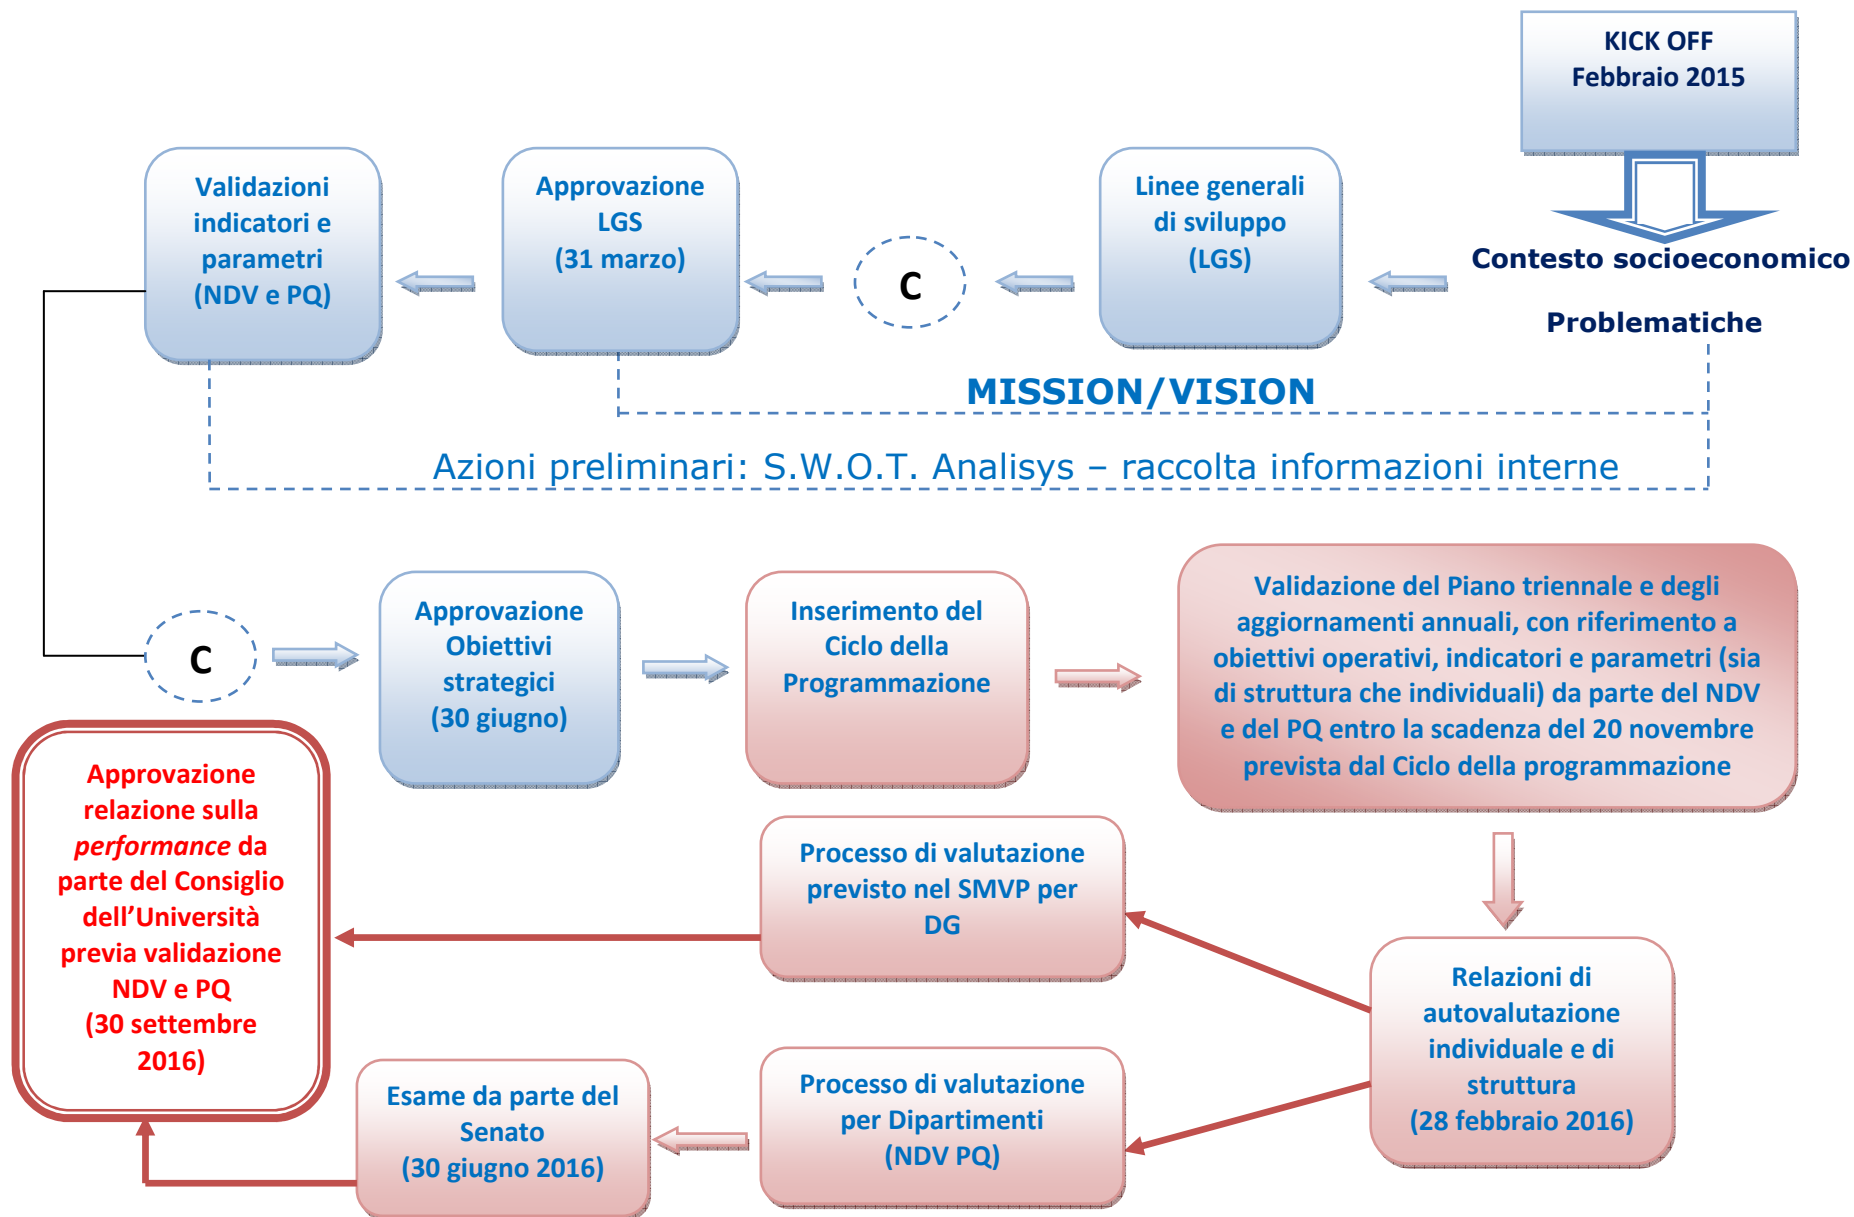 KICK OFF
Febbraio 2015
Contesto socioeconomico
Problematiche
Linee generali
di sviluppo
(LGS)
C
Approvazione
LGS
(31 marzo)
Validazioni
indicatori e
parametri
(NDV e PQ)
MISSION/VISION
Azioni preliminari: S.W.O.T. Analisys – raccolta informazioni interne
C
Approvazione
Obiettivi
strategici
(30 giugno)
Inserimento del
Ciclo della
Programmazione
Validazione del Piano triennale e degli
aggiornamenti annuali, con riferimento a
obiettivi operativi, indicatori e parametri (sia
di struttura che individuali) da parte del NDV
e del PQ entro la scadenza del 20 novembre
prevista dal Ciclo della programmazione
Relazioni di
autovalutazione
individuale e di
struttura
(28 febbraio 2016)
Processo di valutazione
previsto nel SMVP per
DG
Processo di valutazione
per Dipartimenti
(NDV PQ)
Esame da parte del
Senato
(30 giugno 2016)
Approvazione
relazione sulla
performance da
parte del Consiglio
dell’Università
previa validazione
NDV e PQ
(30 settembre
2016)